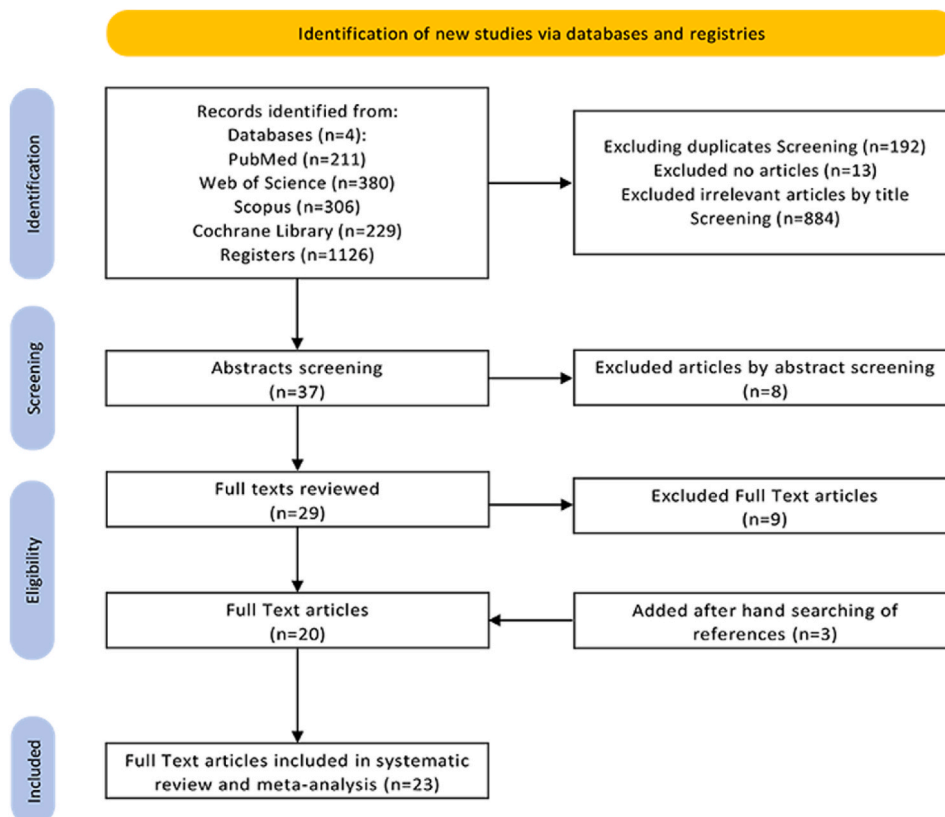 Identification of new studies via databases and registries
Identification
Records identified from:
Databases (n=4):
PubMed (n=211)
Web of Science (n=380)
Scopus (n=306)
Cochrane Library (n=229)
Registers (n=1126)
Excluding duplicates Screening (n=192)
Excluded no articles (n=13)
Excluded irrelevant articles by title
Screening (n=884)
Screening
Abstracts screening
(n=37)
Excluded articles by abstract screening
(n=8)
Eligibility
Full texts reviewed
(n=29)
Excluded Full Text articles
(n=9)
Full Text articles
(n=20)
Added after hand searching of
references (n=3)
Included
Full Text articles included in systematic
review and meta-analysis (n=23)